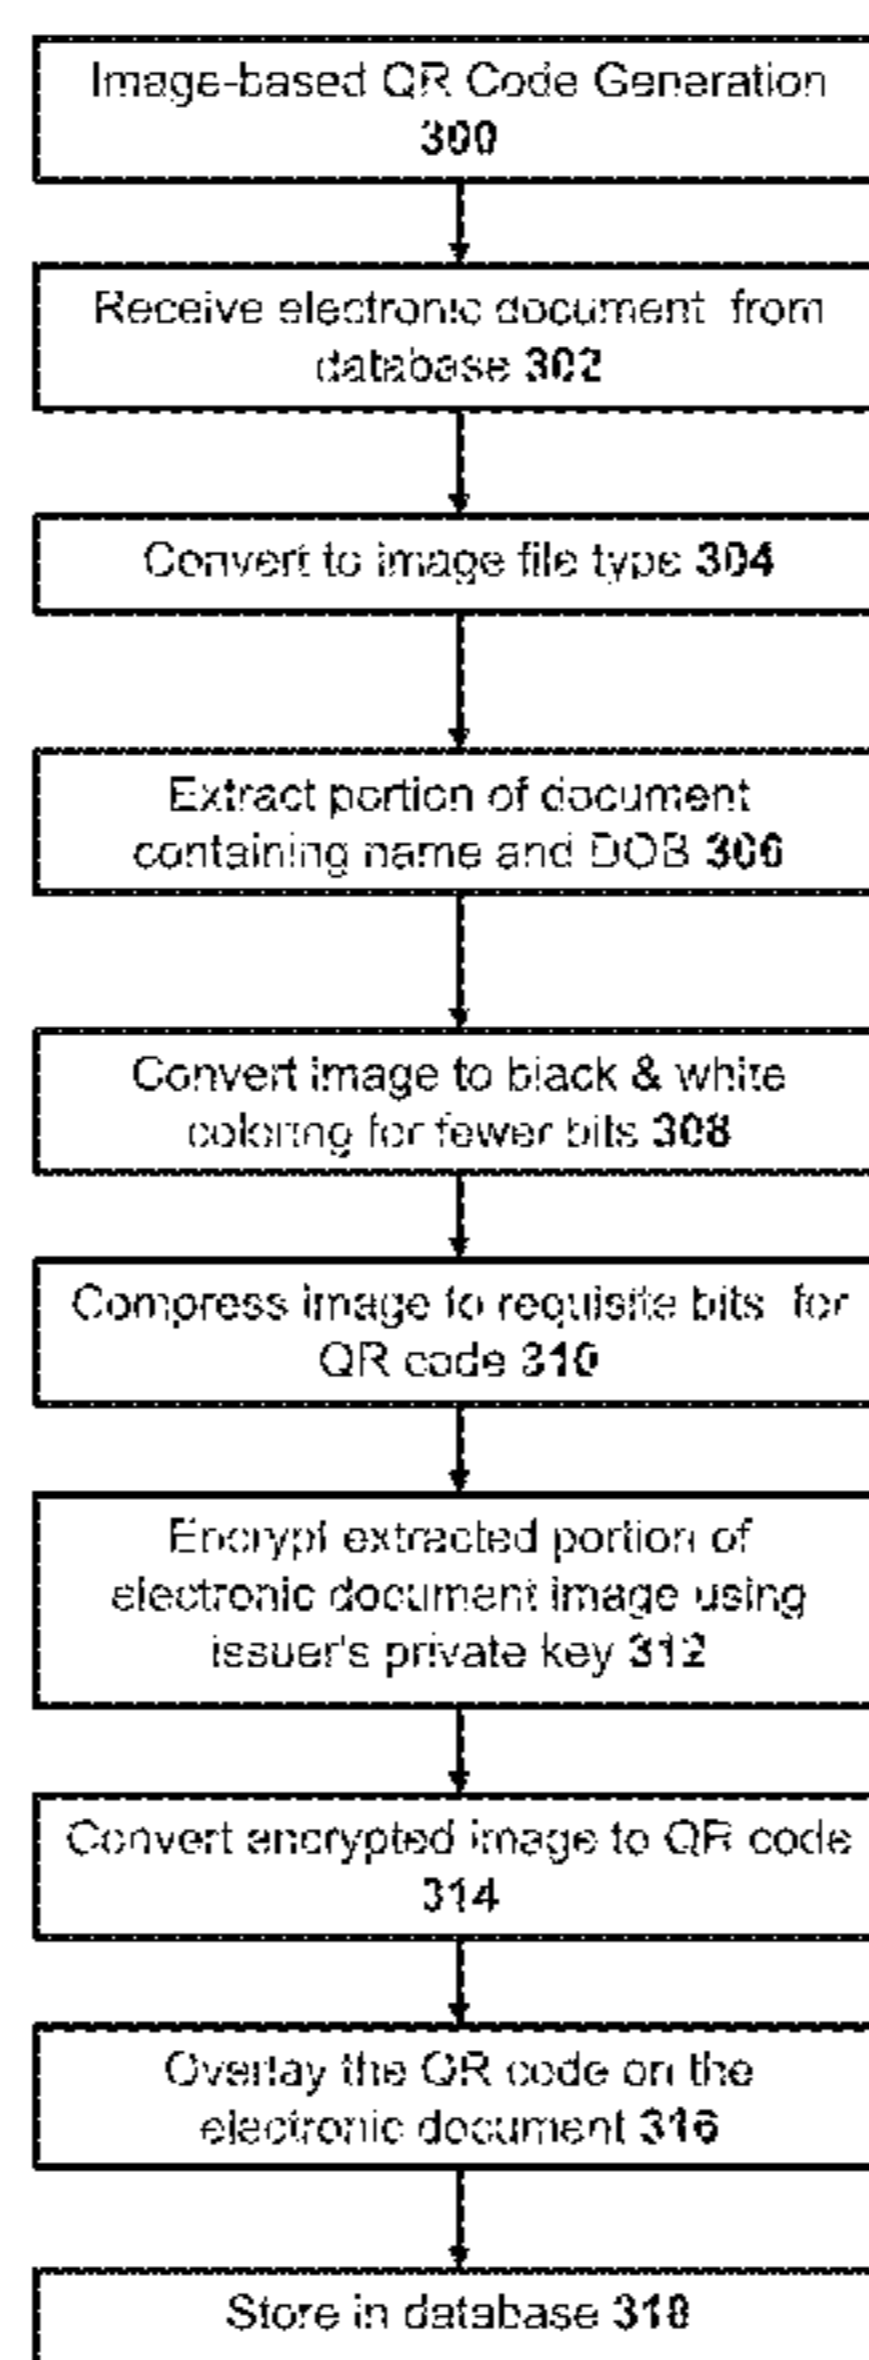 Image-based QR Code Generation
300
Receive electronic document from
database 302
Convert to image file type 304
Extract portion of document
containing name and DOB 306
Convert image to black & white
coloring for fewer bits 308
Compress image to requisite bits for
QR code 310
Encrypt extracted portion of
electronic document image using
issuer's private key 312
Convert encrypted image to QR code
314
Overlay the QR code on the
electronic document 316
Store in database 318